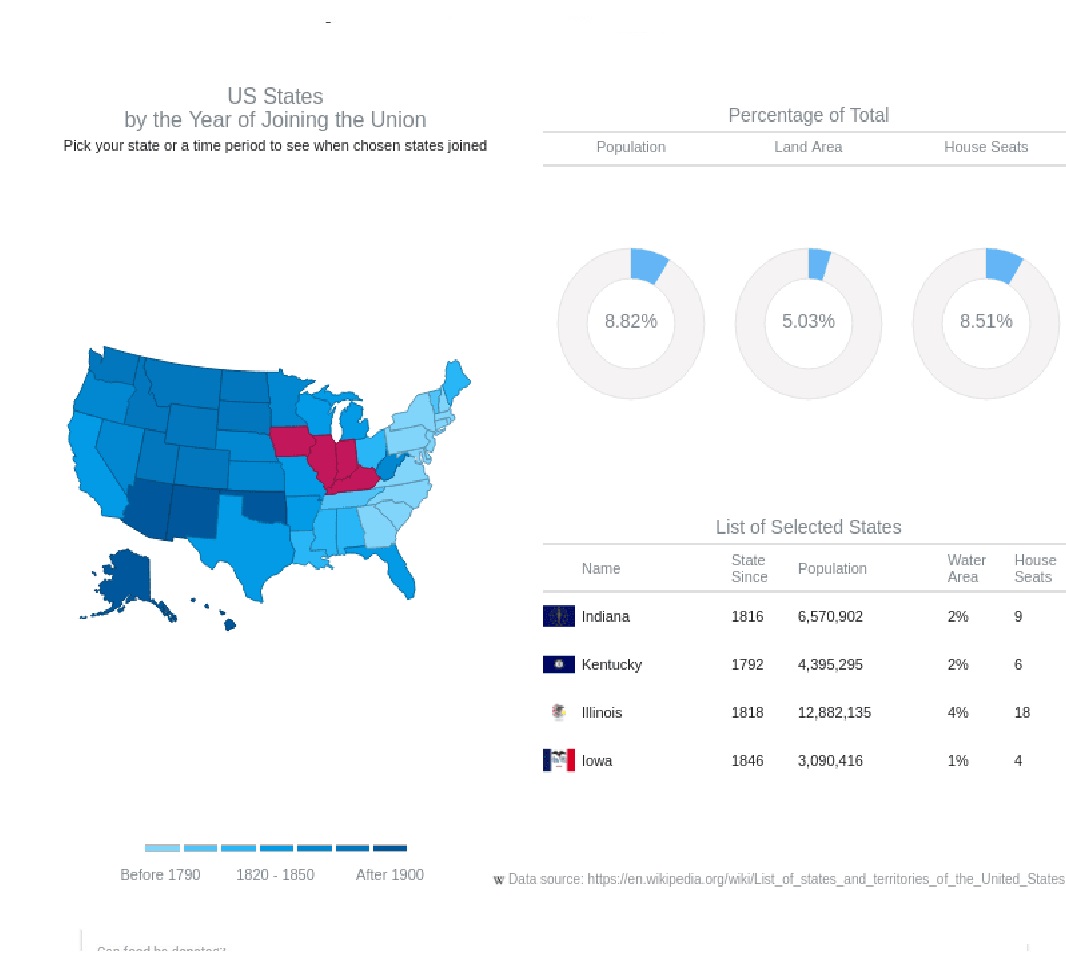 US States
by the Year of Joining the Union
Pick your state or a time period to see when chosen states joined
Before 1790 1820 - 1850 After 1900
Percentage of Total
Population Land Area House Seats
8.82% 5.03% 8.51%
List of Selected States
Name State Since Population Water Area House Seats
Indiana 1816 6,570,902 2% 9
Kentucky 1792 4,395,295 2% 6
Illinois 1818 12,882,135 4% 18
Iowa 1846 3,090,416 1% 4
W Data source: https://en.wikipedia.org/wiki/List_of_states_and_territories_of_the_United_States